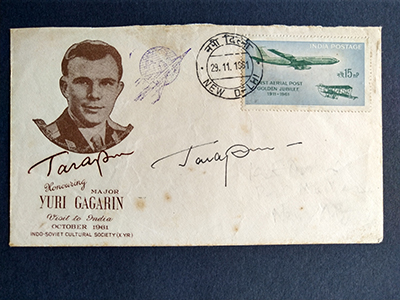 नयी दिल्ली
29.11.1961
NEW DELHI
INDIA POSTAGE
न.पै.15 nP
FIRST AERIAL POST
GOLDEN JUBILEE
1911-1961
Гагарин
Гагарин
Honouring
MAJOR
YURI GAGARIN
Visit to India
OCTOBER 1961
INDO-SOVIET CULTURAL SOCIETY (X YR.)